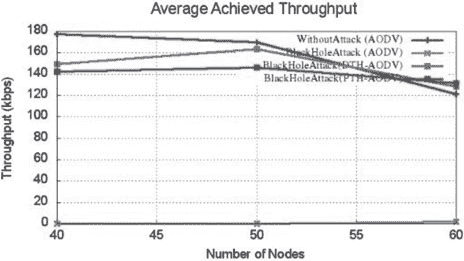 Average Achieved Throughput
180
160
140
120
100
80
60
40
20
0
Throughput (kbps)
WithoutAttack (AODV)
BlackHoleAttack (AODV)
BlackHoleAttack(DTH-AODV)
BlackHoleAttack(PTH-AODV)
40 45 50 55 60
Number of Nodes